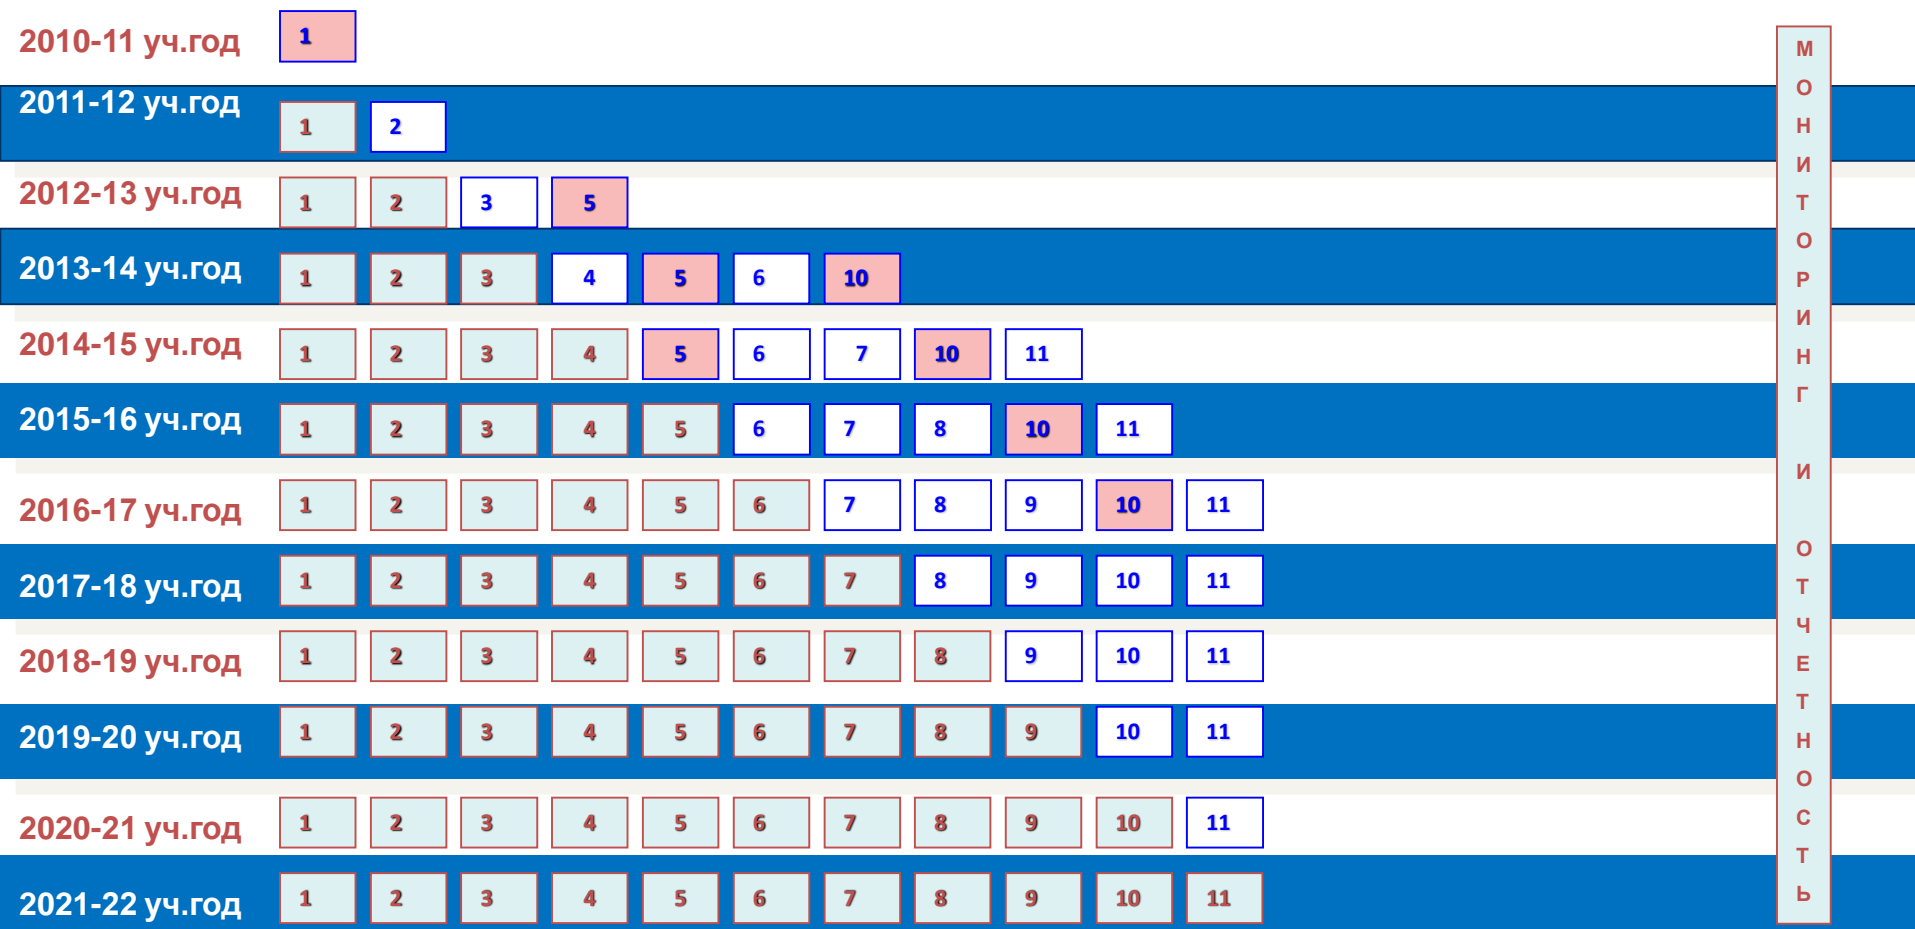 2010-11 уч.год 1
2011-12 уч.год 1 2
2012-13 уч.год 1 2 3 5
2013-14 уч.год 1 2 3 4 5 6 10
2014-15 уч.год 1 2 3 4 5 6 7 10 11
2015-16 уч.год 1 2 3 4 5 6 7 8 10 11
2016-17 уч.год 1 2 3 4 5 6 7 8 9 10 11
2017-18 уч.год 1 2 3 4 5 6 7 8 9 10 11
2018-19 уч.год 1 2 3 4 5 6 7 8 9 10 11
2019-20 уч.год 1 2 3 4 5 6 7 8 9 10 11
2020-21 уч.год 1 2 3 4 5 6 7 8 9 10 11
2021-22 уч.год 1 2 3 4 5 6 7 8 9 10 11
МОНИТОРИНГ И ОТЧЕТНОСТЬ